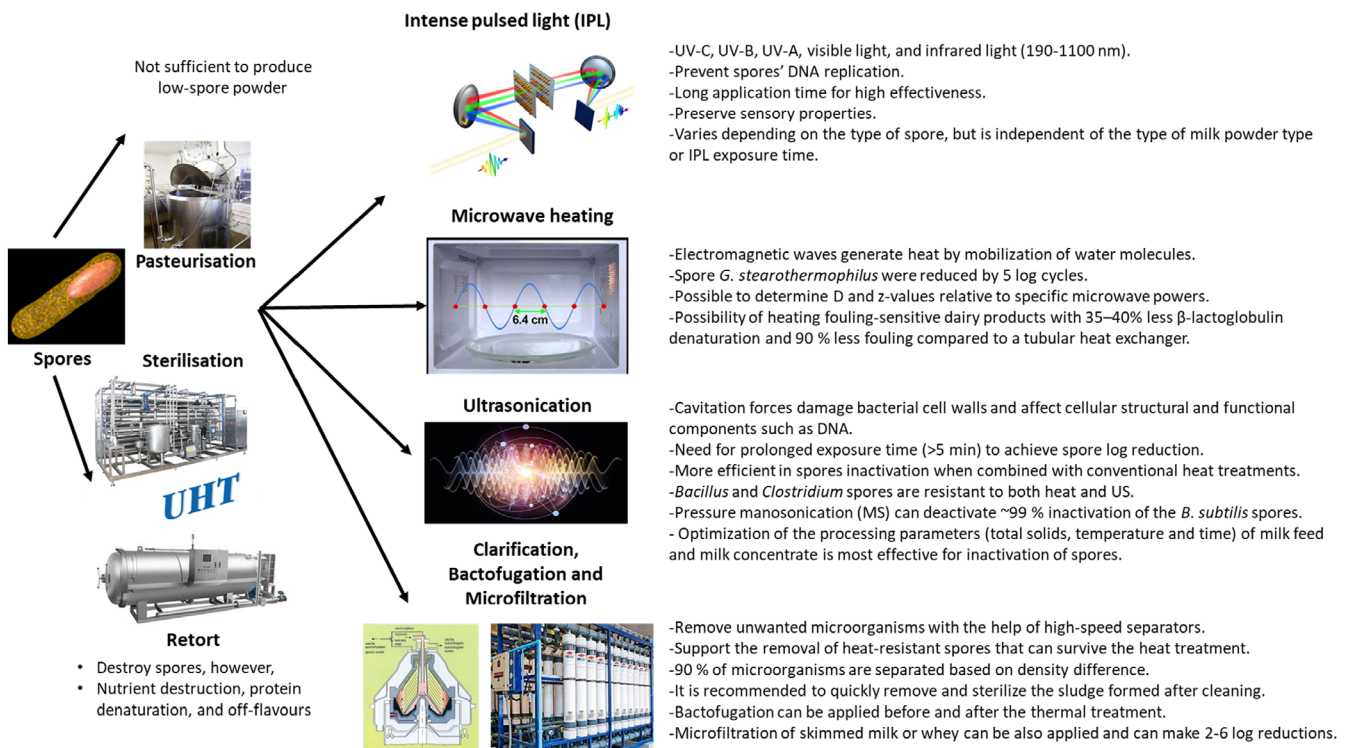 Intense pulsed light (IPL)
Not sufficient to produce
low-spore powder
Pasteurisation
Spores
Sterilisation
UHT
Retort
• Destroy spores, however,
• Nutrient destruction, protein
denaturation, and off-flavours
-UV-C, UV-B, UV-A, visible light, and infrared light (190-1100 nm).
-Prevent spores’ DNA replication.
-Long application time for high effectiveness.
-Preserve sensory properties.
-Varies depending on the type of spore, but is independent of the type of milk powder type
or IPL exposure time.
Microwave heating
6.4 cm
-Electromagnetic waves generate heat by mobilization of water molecules.
-Spore G. stearothermophilus were reduced by 5 log cycles.
-Possible to determine D and z-values relative to specific microwave powers.
-Possibility of heating fouling-sensitive dairy products with 35–40% less β-lactoglobulin
denaturation and 90 % less fouling compared to a tubular heat exchanger.
Ultrasonication
-Cavitation forces damage bacterial cell walls and affect cellular structural and functional
components such as DNA.
-Need for prolonged exposure time (>5 min) to achieve spore log reduction.
-More efficient in spores inactivation when combined with conventional heat treatments.
-Bacillus and Clostridium spores are resistant to both heat and US.
-Pressure manosonication (MS) can deactivate ~99 % inactivation of the B. subtilis spores.
- Optimization of the processing parameters (total solids, temperature and time) of milk feed
and milk concentrate is most effective for inactivation of spores.
Clarification,
Bactofugation and
Microfiltration
-Remove unwanted microorganisms with the help of high-speed separators.
-Support the removal of heat-resistant spores that can survive the heat treatment.
-90 % of microorganisms are separated based on density difference.
-It is recommended to quickly remove and sterilize the sludge formed after cleaning.
-Bactofugation can be applied before and after the thermal treatment.
-Microfiltration of skimmed milk or whey can be also applied and can make 2-6 log reductions.